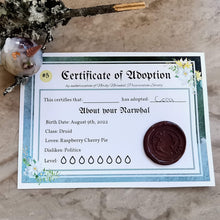 #5
Certificate of Adoption
This certifies that has adopted: Cora
About your Narwhal
Birth Date: August 9th, 2022
Class: Druid
Loves: Raspberry Cherry Pie
Dislikes: Politics
Level: